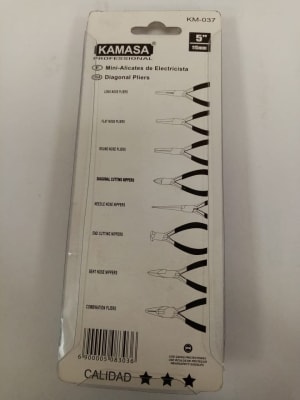 KM-037
KAMASA
PROFESSIONAL
5"
115mm
E Mini-Alicates de Electricista
Diagonal Pliers
LONG NOSE PLIERS
FLAT NOSE PLIERS
ROUND NOSE PLIERS
DIAGONAL CUTTING NIPPERS
NEEDLE NOSE NIPPERS
END CUTTING NIPPERS
BENT NOSE NIPPERS
COMBINATION PLIERS
CALIDAD